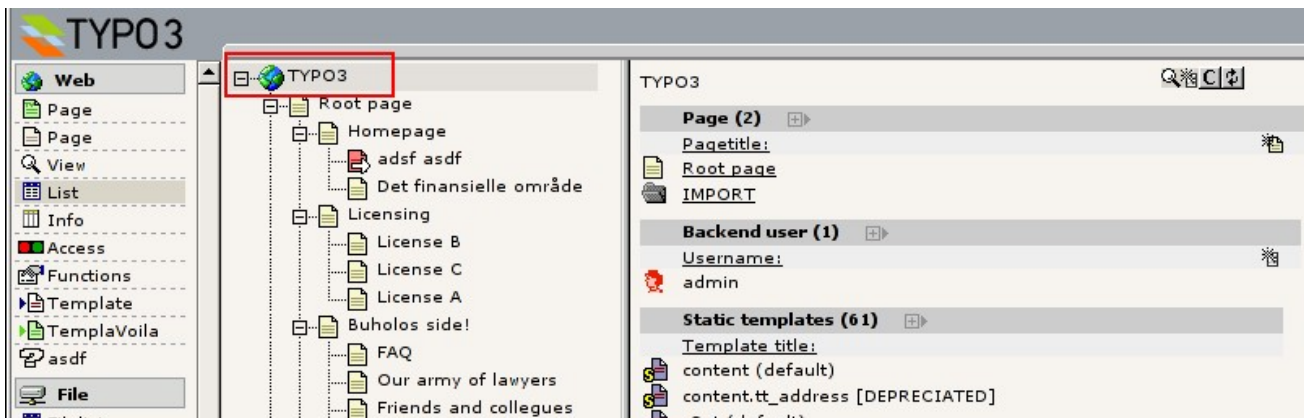 TYPO3
Web
Page
Page
View
List
Info
Access
Functions
Template
TemplaVoila
asdf
File
TYPO3
Root page
Homepage
adsf asdf
Det finansielle område
Licensing
License B
License C
License A
Buholos side!
FAQ
Our army of lawyers
Friends and collegues
TYPO3
C
Page (2)
Pagetitle:
Root page
IMPORT
Backend user (1)
Username:
admin
Static templates (61)
Template title:
content (default)
content.tt_address [DEPRECIATED]